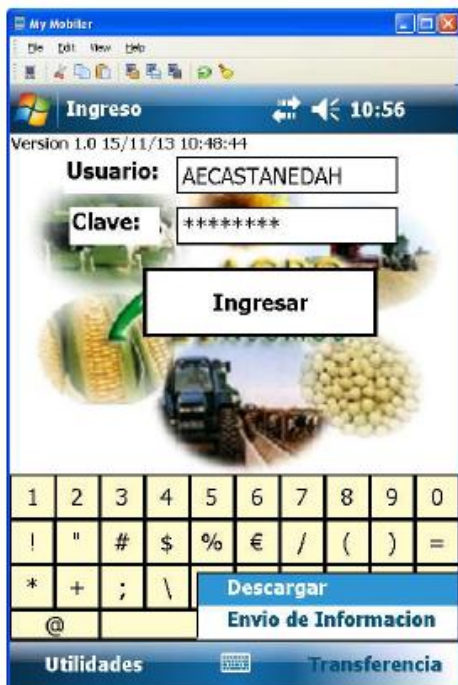 My Mobiler
File Edit View Help
Ingreso 10:56
Version 1.0 15/11/13 10:48:44
Usuario: AECASTANEDAH
Clave: ********
Ingresar
1 2 3 4 5 6 7 8 9 0
! " # $ % € / ( ) =
* + ; \
Descargar
@
Envio de Informacion
Utilidades Transferencia